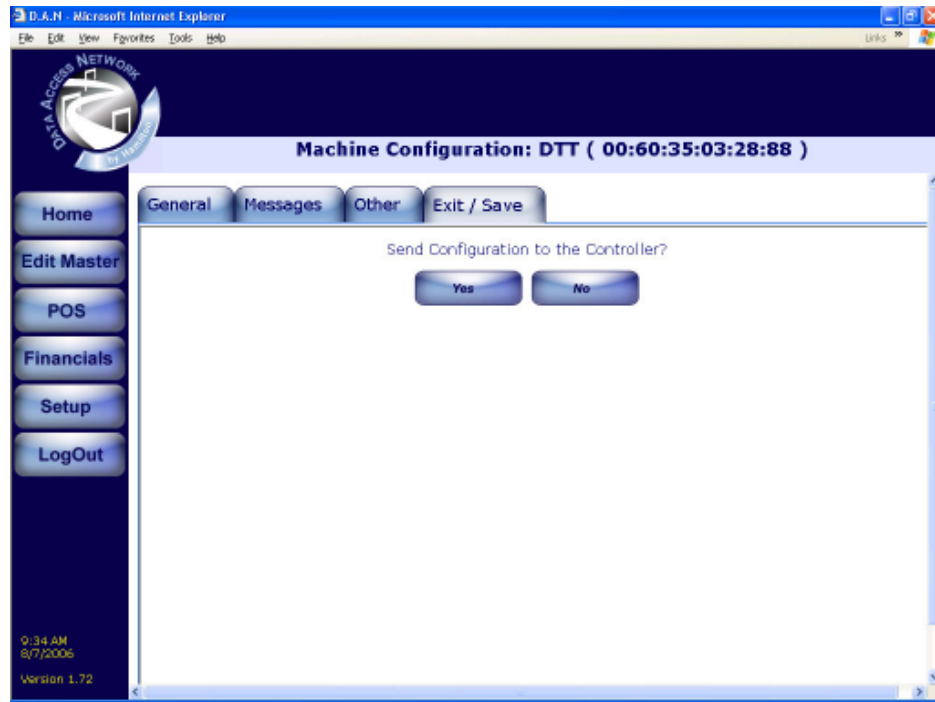 D.A.N - Microsoft Internet Explorer
File Edit View Favorites Tools Help
Links »
DATA ACCESS NETWORK
by Hamilton
Machine Configuration: DTT ( 00:60:35:03:28:88 )
General Messages Other Exit / Save
Home
Edit Master
POS
Financials
Setup
LogOut
Send Configuration to the Controller?
Yes No
9:34 AM
8/7/2006
Version 1.72